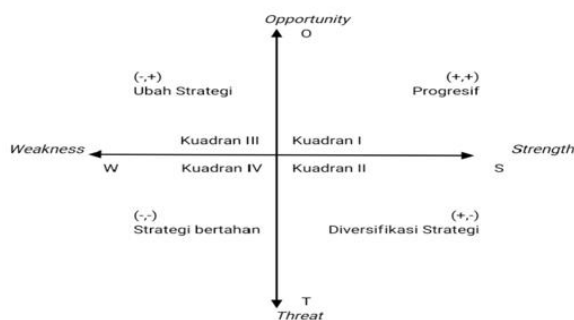 Opportunity
O
(-,+)
Ubah Strategi
(+,+)
Progresif
Kuadran III
Kuadran I
Weakness
Strength
W
Kuadran IV
Kuadran II
S
(-,-)
Strategi bertahan
(+,-)
Diversifikasi Strategi
T
Threat